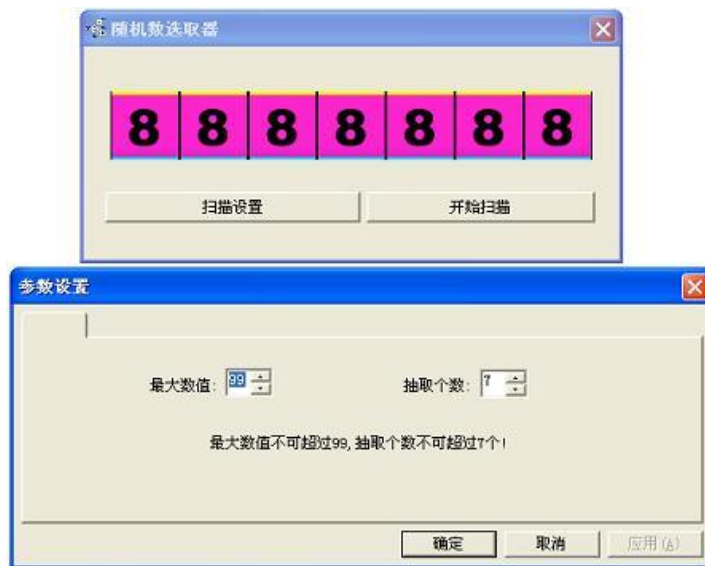 随机数选取器
8 8 8 8 8 8 8
扫描设置 开始扫描
参数设置
最大数值: 99 抽取个数: 7
最大数值不可超过99, 抽取个数不可超过7个!
确定 取消 应用(A)